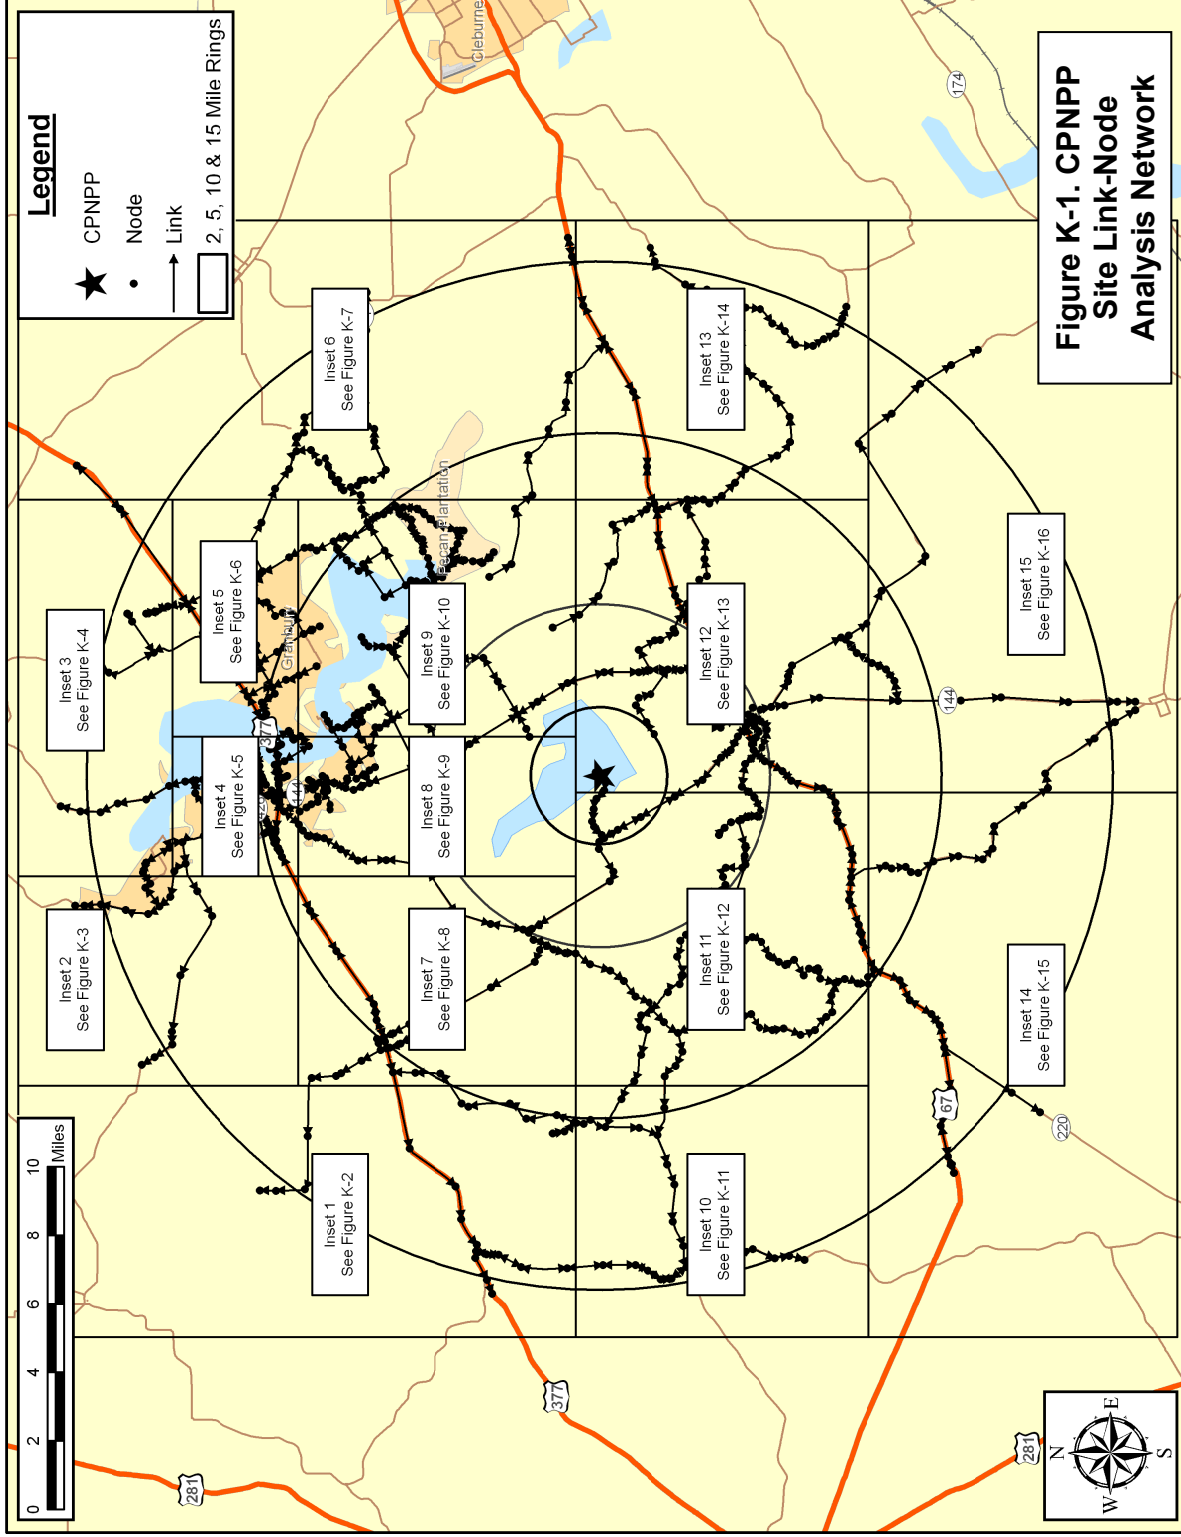 Legend
CPNPP
Node
Link
2, 5, 10 & 15 Mile Rings
Figure K-1. CPNPP
Site Link-Node
Analysis Network
0 2 4 6 8 10
Miles
Inset 1
See Figure K-2
Inset 2
See Figure K-3
Inset 3
See Figure K-4
Inset 4
See Figure K-5
Inset 5
See Figure K-6
Inset 6
See Figure K-7
Inset 7
See Figure K-8
Inset 8
See Figure K-9
Inset 9
See Figure K-10
Inset 10
See Figure K-11
Inset 11
See Figure K-12
Inset 12
See Figure K-13
Inset 13
See Figure K-14
Inset 14
See Figure K-15
Inset 15
See Figure K-16
Cleburne
Granbury
Pecan Plantation
174
377
144
144
67
220
377
281
281
N
E
S
W